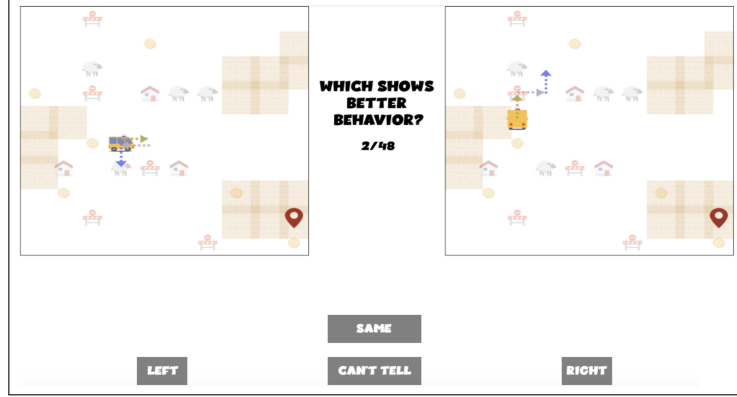 WHICH SHOWS
BETTER
BEHAVIOR?
2/48
SAME
LEFT
CAN'T TELL
RIGHT